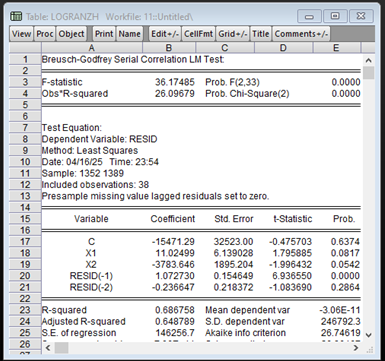 Table: LOGRANZH Workfile: 11::Untitled\
View Proc Object Print Name Edit+/- CellFmt Grid+/- Title Comments+/-
A B C D E
1 Breusch-Godfrey Serial Correlation LM Test:
2
3 F-statistic 36.17485 Prob. F(2,33) 0.0000
4 Obs*R-squared 26.09679 Prob. Chi-Square(2) 0.0000
5
6
7 Test Equation:
8 Dependent Variable: RESID
9 Method: Least Squares
10 Date: 04/16/25 Time: 23:54
11 Sample: 1352 1389
12 Included observations: 38
13 Presample missing value lagged residuals set to zero.
14
15 Variable Coefficient Std. Error t-Statistic Prob.
16
17 C -15471.29 32523.00 -0.475703 0.6374
18 X1 11.02499 6.139028 1.795885 0.0817
19 X2 -3783.646 1895.204 -1.996432 0.0542
20 RESID(-1) 1.072730 0.154649 6.936550 0.0009
21 RESID(-2) -0.236647 0.218372 -1.083690 0.2864
22
23 R-squared 0.686758 Mean dependent var -3.06E-11
24 Adjusted R-squared 0.648789 S.D. dependent var 246792.3
25 S.E. of regression 146256.7 Akaike info criterion 26.74619